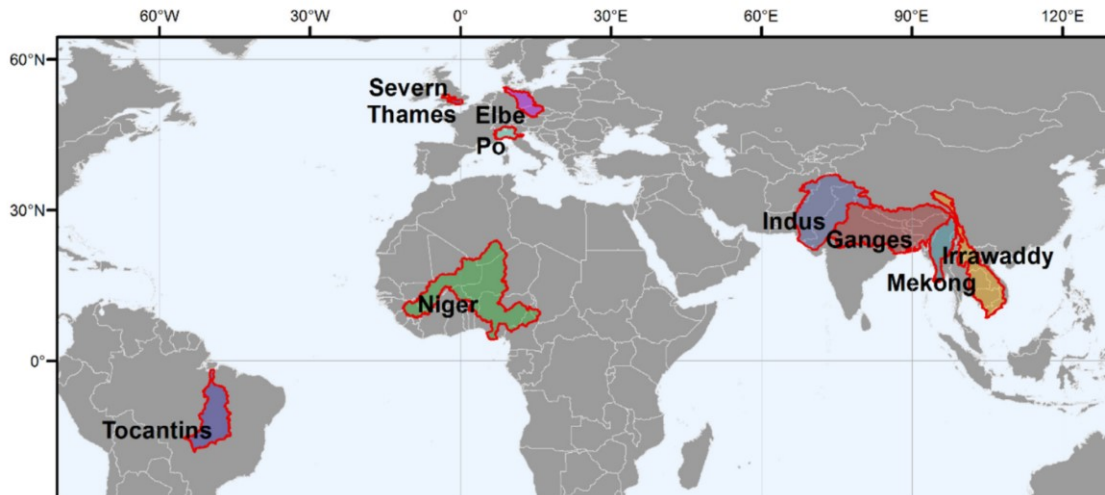 60°W 0° 30°E 60°E 90°E 120°E
60°N
Severn
Thames
Elbe
Po
30°N
Indus
Ganges
Irrawaddy
Mekong
Niger
0°
Tocantins